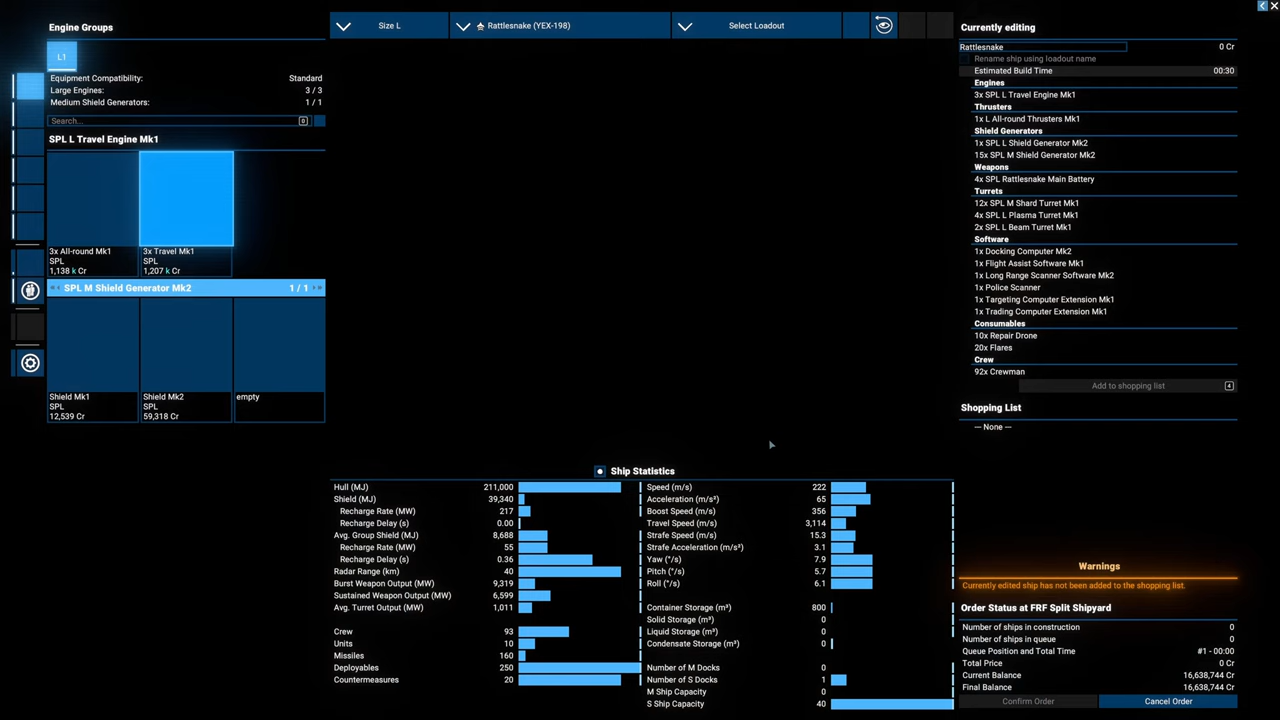 Engine Groups
L1
Equipment Compatibility: Standard
Large Engines: 3 / 3
Medium Shield Generators: 1 / 1
Search...
SPL L Travel Engine Mk1
3x All-round Mk1
SPL
1,138 k Cr
3x Travel Mk1
SPL
1,207 k Cr
SPL M Shield Generator Mk2 1 / 1
Shield Mk1
SPL
12,539 Cr
Shield Mk2
SPL
59,318 Cr
empty
Size L
Rattlesnake (YEX-198)
Select Loadout
Ship Statistics
Hull (MJ) 211,000
Shield (MJ) 39,340
Recharge Rate (MW) 217
Recharge Delay (s) 0.00
Avg. Group Shield (MJ) 8,688
Recharge Rate (MW) 55
Recharge Delay (s) 0.36
Radar Range (km) 40
Burst Weapon Output (MW) 9,319
Sustained Weapon Output (MW) 6,599
Avg. Turret Output (MW) 1,011
Crew 93
Units 10
Missiles 160
Deployables 250
Countermeasures 20
Speed (m/s) 222
Acceleration (m/s²) 65
Boost Speed (m/s) 356
Travel Speed (m/s) 3,114
Strafe Speed (m/s) 15.3
Strafe Acceleration (m/s²) 3.1
Yaw (°/s) 7.9
Pitch (°/s) 5.7
Roll (°/s) 6.1
Container Storage (m³) 800
Solid Storage (m³) 0
Liquid Storage (m³) 0
Condensate Storage (m³) 0
Number of M Docks 0
Number of S Docks 1
M Ship Capacity 0
S Ship Capacity 40
Currently editing
Rattlesnake 0 Cr
Rename ship using loadout name
Estimated Build Time 00:30
Engines
3x SPL L Travel Engine Mk1
Thrusters
1x L All-round Thrusters Mk1
Shield Generators
1x SPL L Shield Generator Mk2
15x SPL M Shield Generator Mk2
Weapons
4x SPL Rattlesnake Main Battery
Turrets
12x SPL M Shard Turret Mk1
4x SPL L Plasma Turret Mk1
2x SPL L Beam Turret Mk1
Software
1x Docking Computer Mk2
1x Flight Assist Software Mk1
1x Long Range Scanner Software Mk2
1x Police Scanner
1x Targeting Computer Extension Mk1
1x Trading Computer Extension Mk1
Consumables
10x Repair Drone
20x Flares
Crew
92x Crewman
Add to shopping list 4
Shopping List
— None —
Warnings
Currently edited ship has not been added to the shopping list.
Order Status at FRF Split Shipyard
Number of ships in construction 0
Number of ships in queue 0
Queue Position and Total Time #1 - 00:00
Total Price 0 Cr
Current Balance 16,638,744 Cr
Final Balance 16,638,744 Cr
Confirm Order
Cancel Order